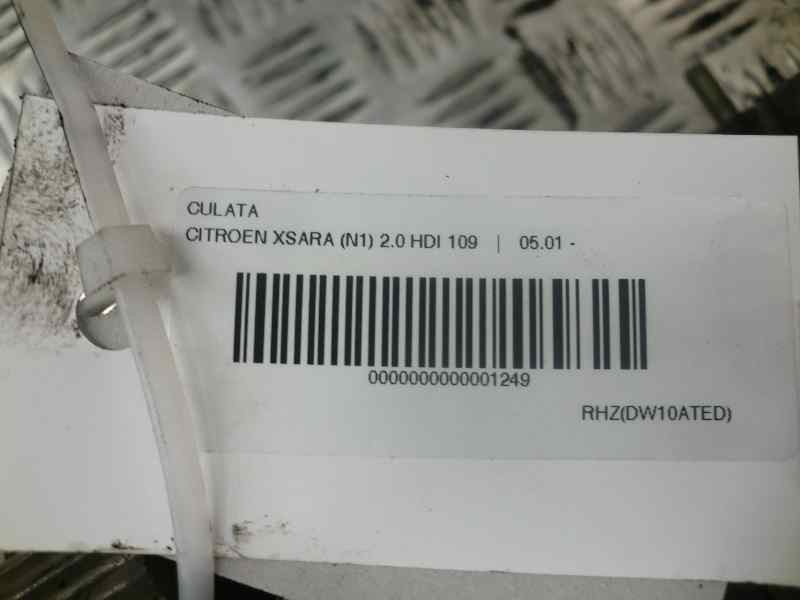 CULATA
CITROEN XSARA (N1) 2.0 HDI 109 | 05.01 -
0000000000001249
RHZ(DW10ATED)